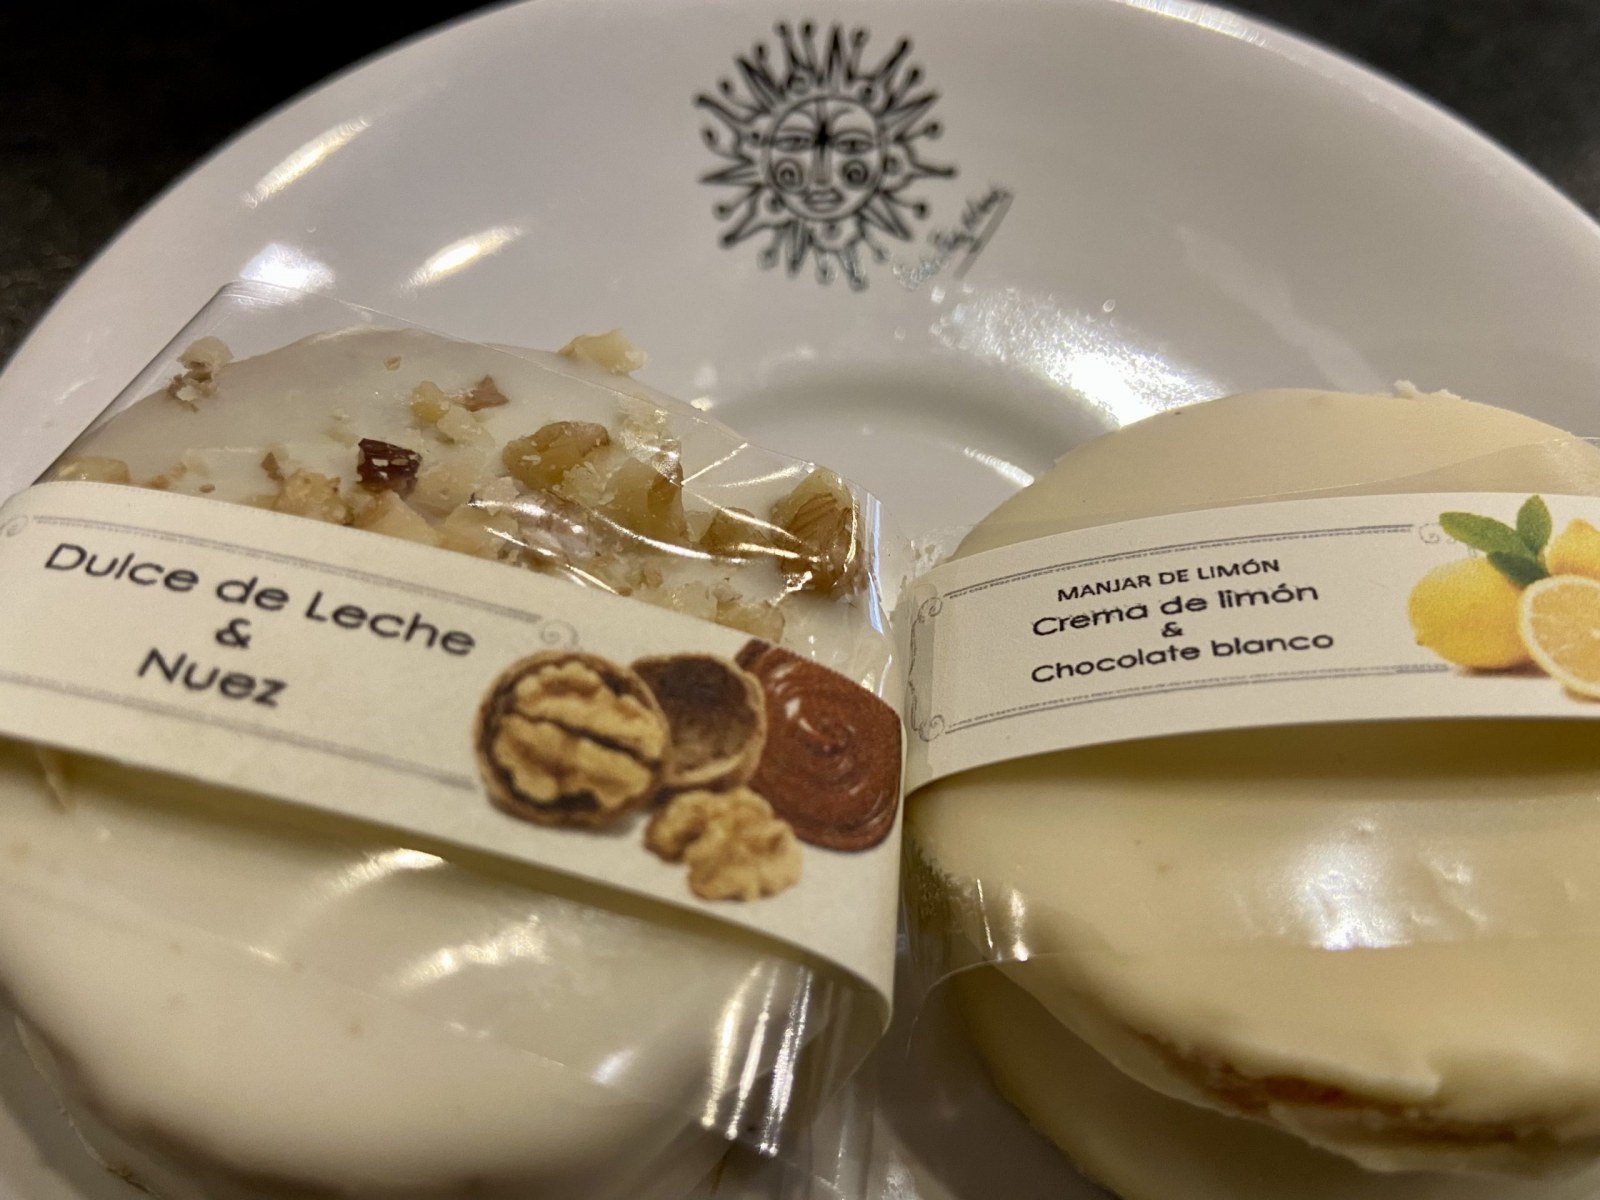 Dulce de Leche
&
Nuez
MANJAR DE LIMÓN
Crema de limón
&
Chocolate blanco